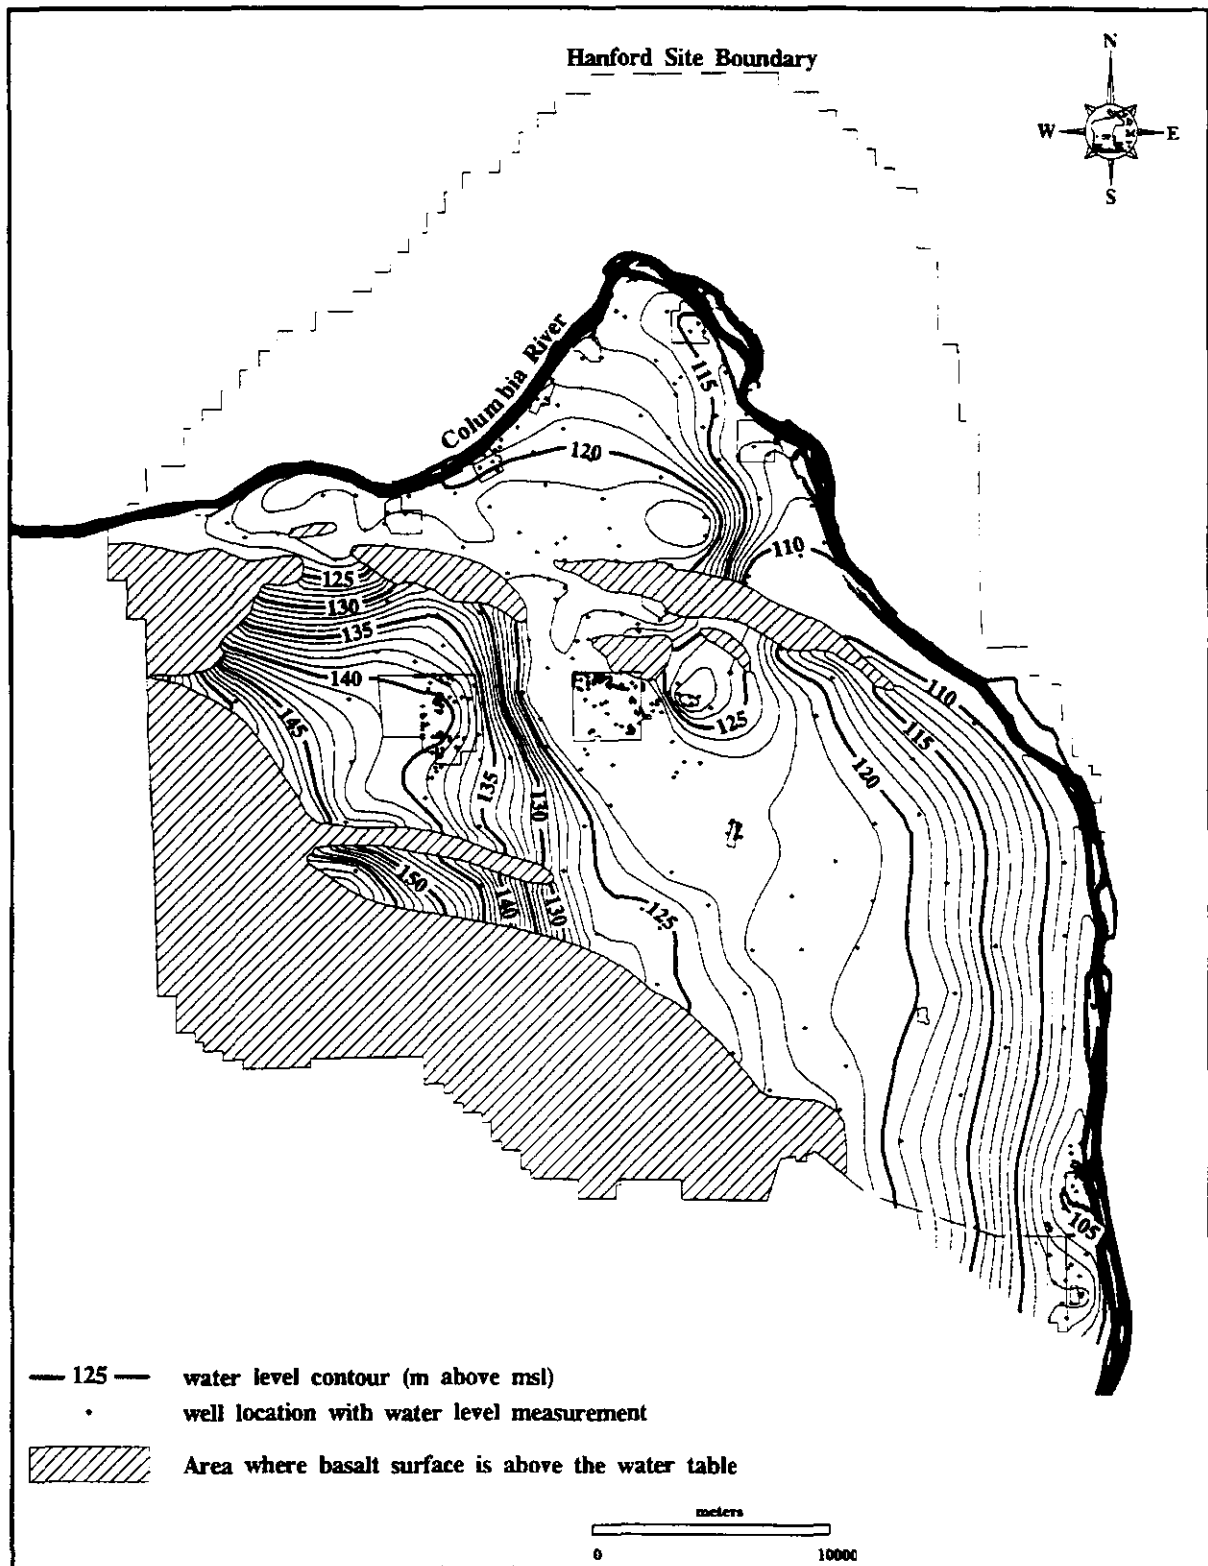 Hanford Site Boundary
N
W
E
S
Columbia River
115
120
110
125
130
135
140
145
125
110
115
120
135
130
150
140
130
125
105
125 water level contour (m above msl)
well location with water level measurement
Area where basalt surface is above the water table
meters
0 10000